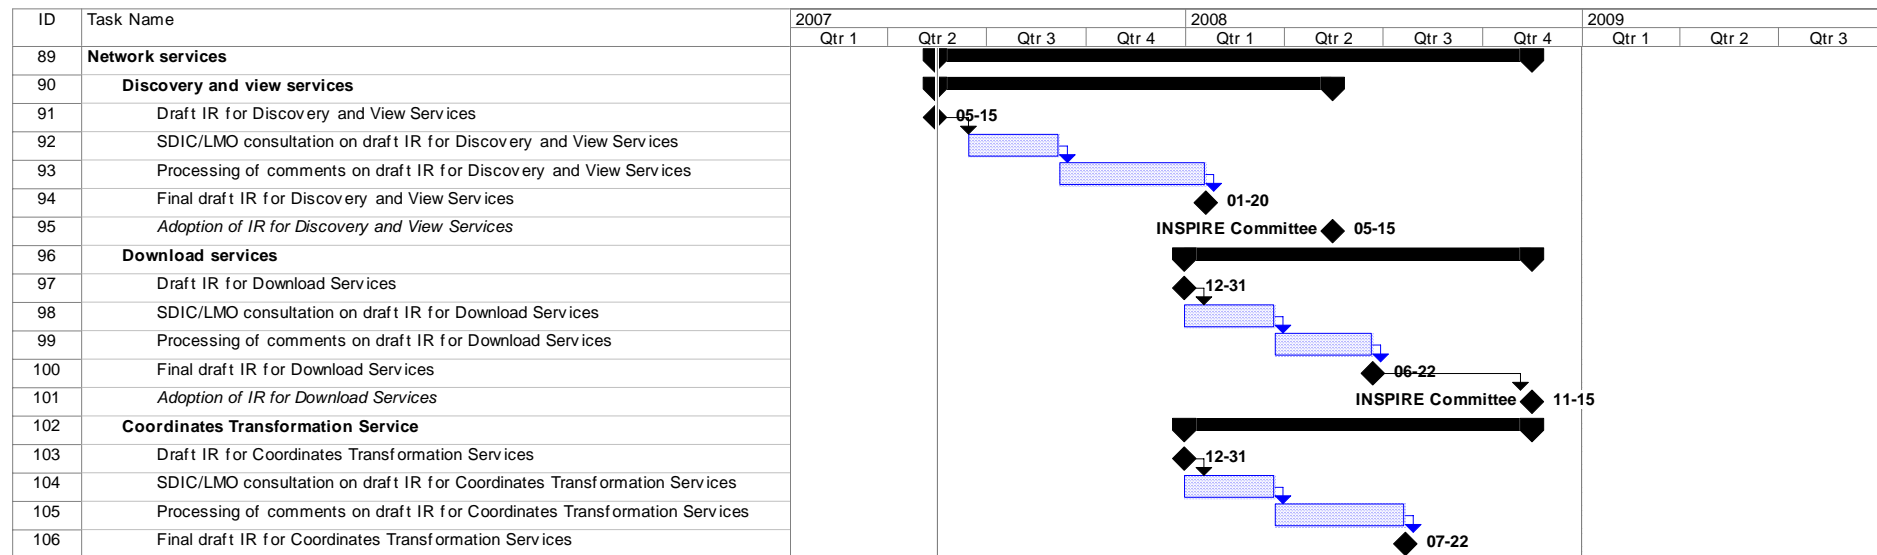 ID Task Name 2007 2008 2009
Qtr 1 Qtr 2 Qtr 3 Qtr 4 Qtr 1 Qtr 2 Qtr 3 Qtr 4 Qtr 1 Qtr 2 Qtr 3
89 Network services
90 Discovery and view services
91 Draft IR for Discovery and View Services 05-15
92 SDIC/LMO consultation on draft IR for Discovery and View Services
93 Processing of comments on draft IR for Discovery and View Services
94 Final draft IR for Discovery and View Services 01-20
95 Adoption of IR for Discovery and View Services INSPIRE Committee 05-15
96 Download services
97 Draft IR for Download Services 12-31
98 SDIC/LMO consultation on draft IR for Download Services
99 Processing of comments on draft IR for Download Services
100 Final draft IR for Download Services 06-22
101 Adoption of IR for Download Services INSPIRE Committee 11-15
102 Coordinates Transformation Service
103 Draft IR for Coordinates Transformation Services 12-31
104 SDIC/LMO consultation on draft IR for Coordinates Transformation Services
105 Processing of comments on draft IR for Coordinates Transformation Services
106 Final draft IR for Coordinates Transformation Services 07-22